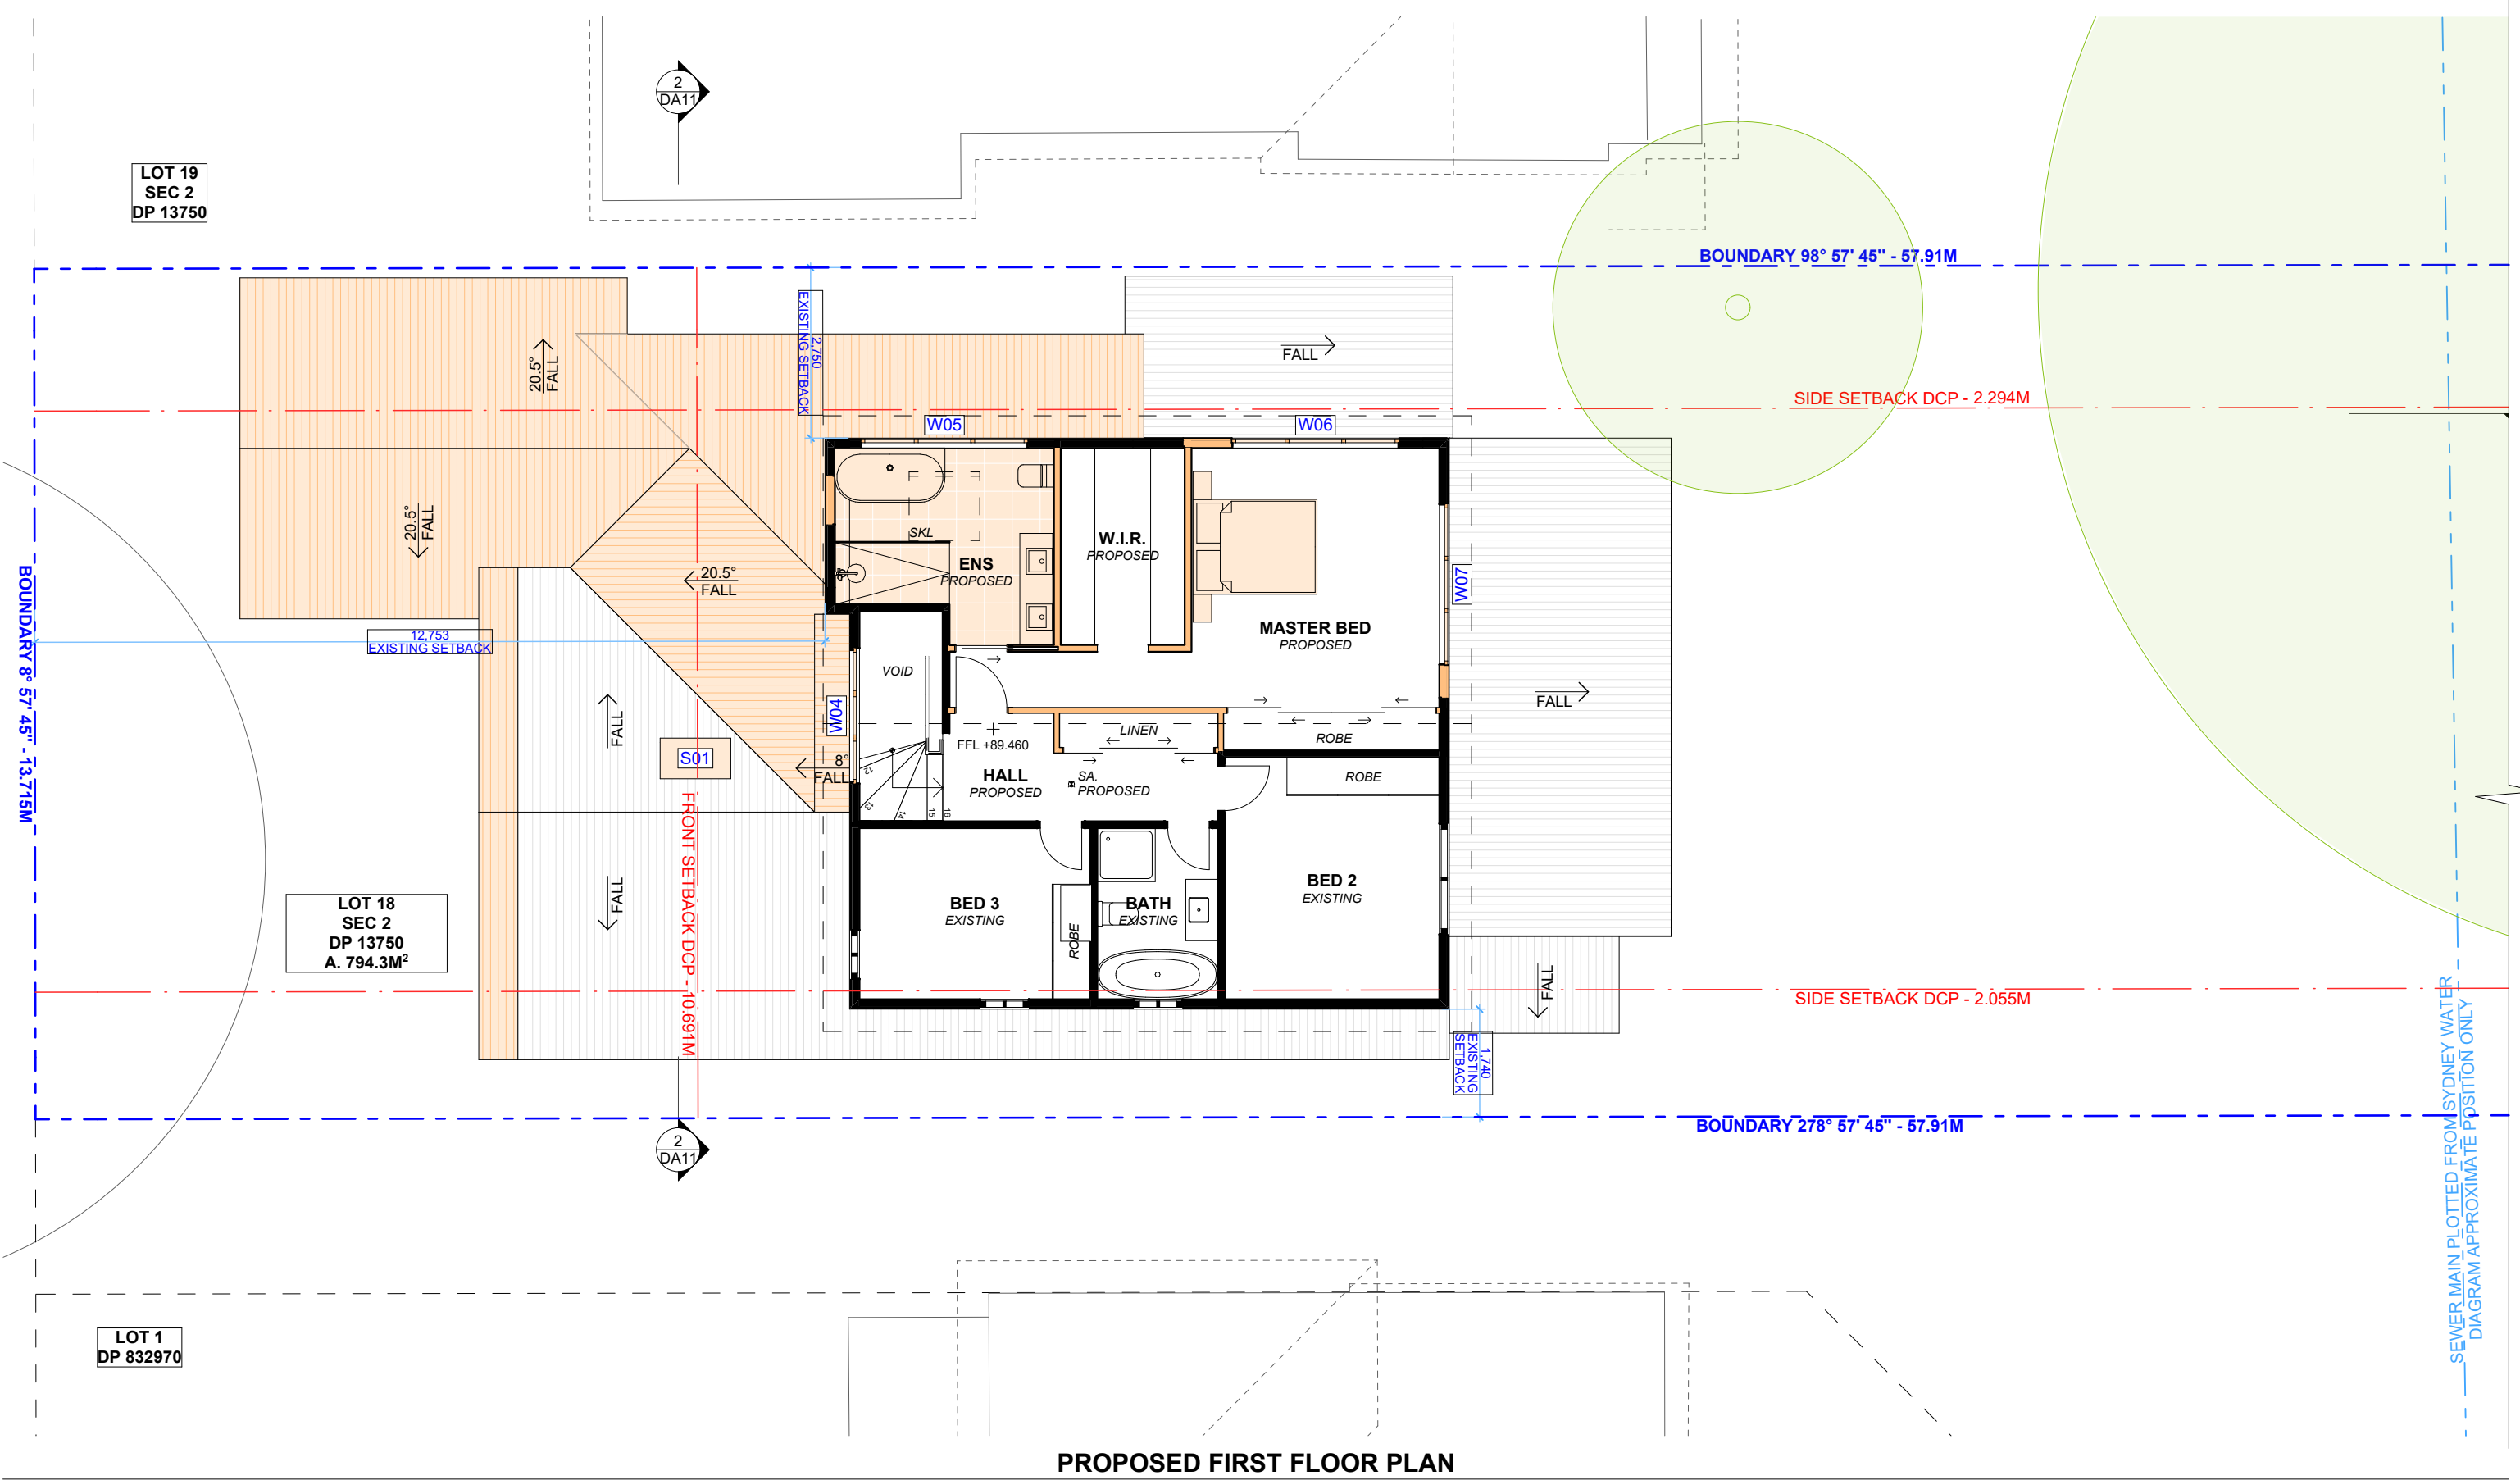 2
DA11
LOT 19
SEC 2
DP 13750
BOUNDARY 98° 57' 45" - 57.91M
EXISTING SETBACK
2,750
20.5°
FALL
FALL
SIDE SETBACK DCP - 2.294M
W05
W06
20.5°
FALL
SKL
ENS
PROPOSED
W.I.R.
PROPOSED
W07
20.5°
FALL
BOUNDARY 8° 57' 45" - 13.715M
12,753
EXISTING SETBACK
MASTER BED
PROPOSED
VOID
FALL
FALL
W04
LINEN
ROBE
FFL +89.460
S01
8°
FALL
12
13
14
15
16
HALL
PROPOSED
SA.
PROPOSED
ROBE
FRONT SETBACK DCP - 10.691M
FALL
LOT 18
SEC 2
DP 13750
A. 794.3M²
BED 3
EXISTING
ROBE
BATH
EXISTING
BED 2
EXISTING
FALL
SIDE SETBACK DCP - 2.055M
1,740
EXISTING
SETBACK
SEWER MAIN PLOTTED FROM SYDNEY WATER
DIAGRAM APPROXIMATE POSITION ONLY
BOUNDARY 278° 57' 45" - 57.91M
2
DA11
LOT 1
DP 832970
PROPOSED FIRST FLOOR PLAN